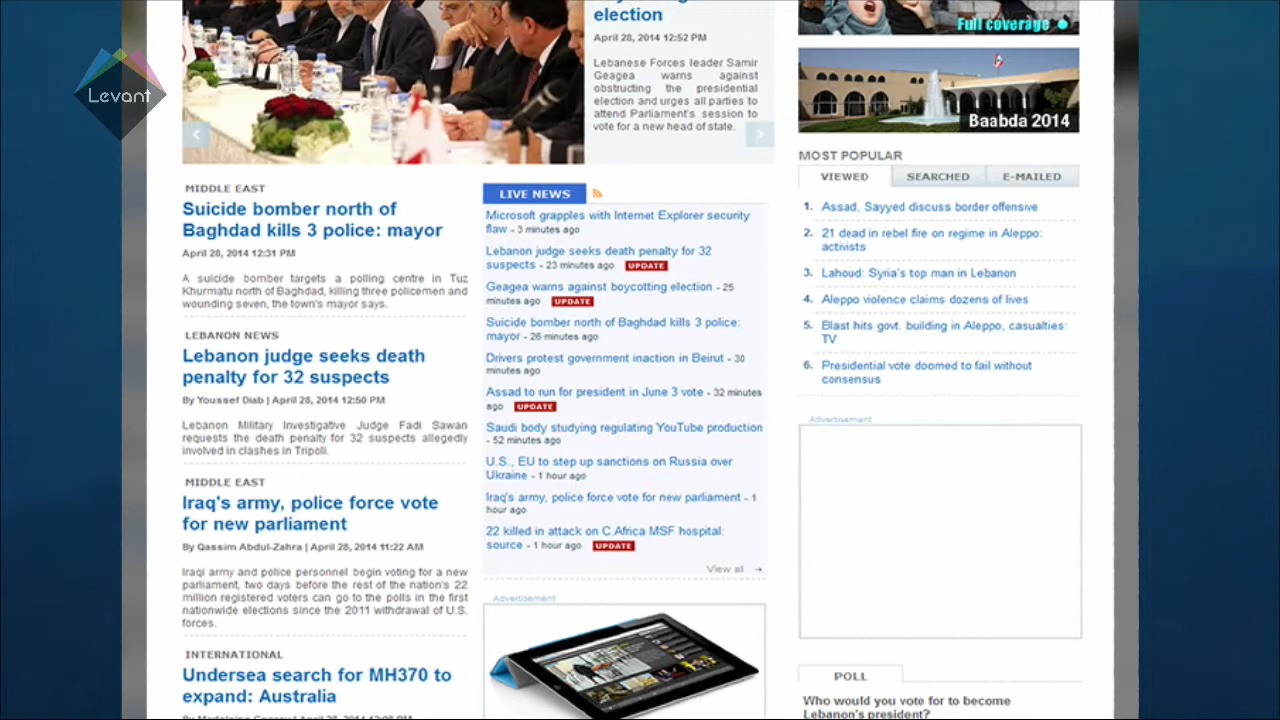 Levant
election
April 28, 2014 12:52 PM
Lebanese Forces leader Samir
Geagea warns against
obstructing the presidential
election and urges all parties to
attend Parliament's session to
vote for a new head of state.
Full coverage
Baabda 2014
MIDDLE EAST
Suicide bomber north of
Baghdad kills 3 police: mayor
April 28, 2014 12:31 PM
A suicide bomber targets a polling centre in Tuz
Khurmatu north of Baghdad, killing three policemen and
wounding seven, the town's mayor says.
LEBANON NEWS
Lebanon judge seeks death
penalty for 32 suspects
By Youssef Diab | April 28, 2014 12:50 PM
Lebanon Military Investigative Judge Fadi Sawan
requests the death penalty for 32 suspects allegedly
involved in clashes in Tripoli.
MIDDLE EAST
Iraq's army, police force vote
for new parliament
By Qassim Abdul-Zahra | April 28, 2014 11:22 AM
Iraqi army and police personnel begin voting for a new
parliament, two days before the rest of the nation's 22
million registered voters can go to the polls in the first
nationwide elections since the 2011 withdrawal of U.S.
forces.
INTERNATIONAL
Undersea search for MH370 to
expand: Australia
LIVE NEWS
Microsoft grapples with Internet Explorer security
flaw - 3 minutes ago
Lebanon judge seeks death penalty for 32
suspects - 23 minutes ago UPDATE
Geagea warns against boycotting election - 25
minutes ago UPDATE
Suicide bomber north of Baghdad kills 3 police:
mayor - 26 minutes ago
Drivers protest government inaction in Beirut - 30
minutes ago
Assad to run for president in June 3 vote - 32 minutes
ago UPDATE
Saudi body studying regulating YouTube production
- 52 minutes ago
U.S., EU to step up sanctions on Russia over
Ukraine - 1 hour ago
Iraq's army, police force vote for new parliament - 1
hour ago
22 killed in attack on C.Africa MSF hospital:
source - 1 hour ago UPDATE
View all →
Advertisement
MOST POPULAR
VIEWED SEARCHED E-MAILED
1. Assad, Sayyed discuss border offensive
2. 21 dead in rebel fire on regime in Aleppo:
activists
3. Lahoud: Syria's top man in Lebanon
4. Aleppo violence claims dozens of lives
5. Blast hits govt. building in Aleppo, casualties:
TV
6. Presidential vote doomed to fail without
consensus
Advertisement
POLL
Who would you vote for to become
Lebanon's president?